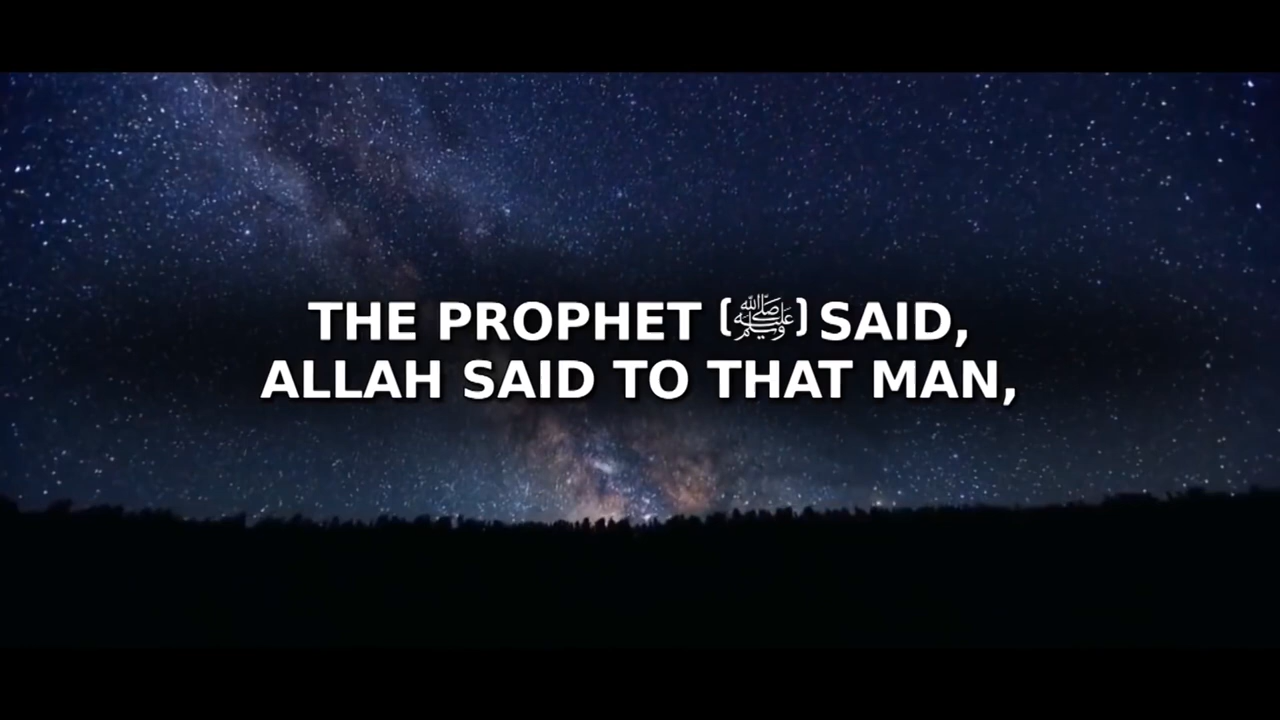 THE PROPHET (ﷺ) SAID,
ALLAH SAID TO THAT MAN,